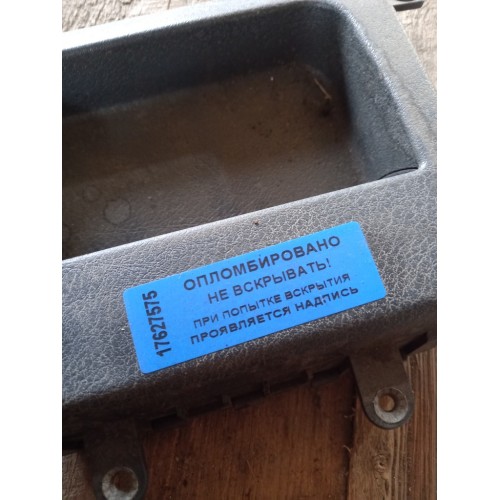 17627575
ОПЛОМБИРОВАНО
НЕ ВСКРЫВАТЬ!
ПРИ ПОПЫТКЕ ВСКРЫТИЯ
ПРОЯВЛЯЕТСЯ НАДПИСЬ